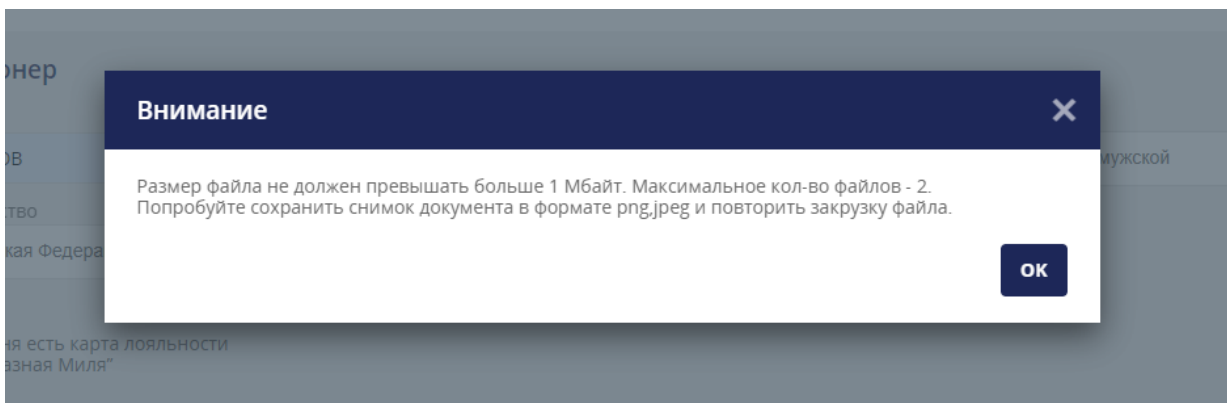 онер
Внимание
ОВ
мужской
Размер файла не должен превышать больше 1 Мбайт. Максимальное кол-во файлов - 2.
Попробуйте сохранить снимок документа в формате png,jpeg и повторить закрузку файла.
тво
кая Федера
ОК
ня есть карта лояльности
азная Миля"